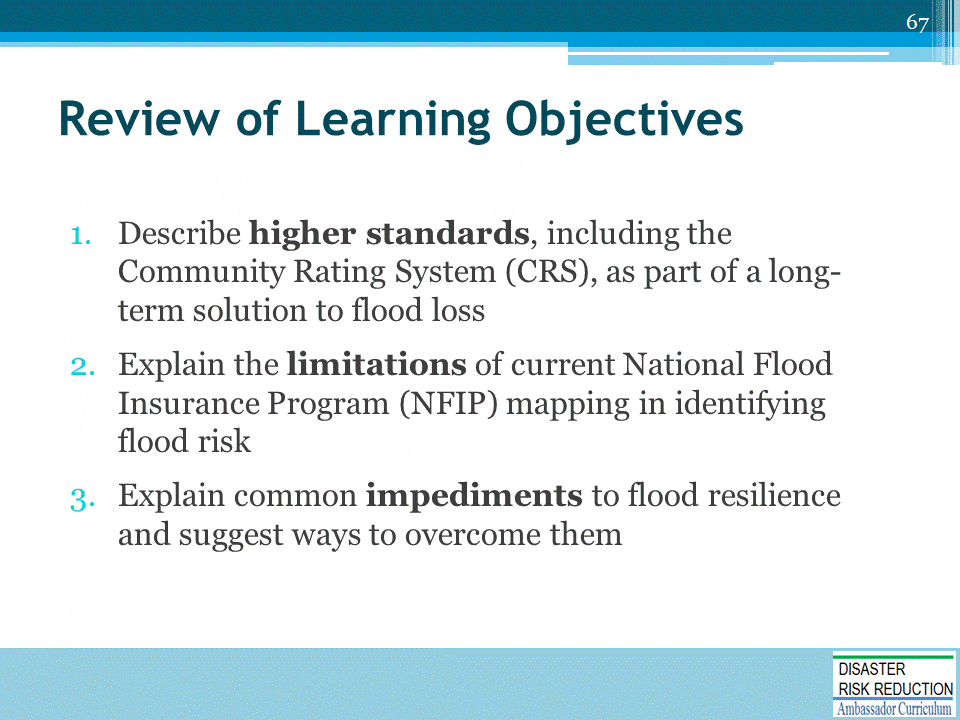 67
Review of Learning Objectives
1. Describe higher standards, including the
Community Rating System (CRS), as part of a long-
term solution to flood loss
2. Explain the limitations of current National Flood
Insurance Program (NFIP) mapping in identifying
flood risk
3. Explain common impediments to flood resilience
and suggest ways to overcome them
DISASTER
RISK REDUCTION
Ambassador Curriculum